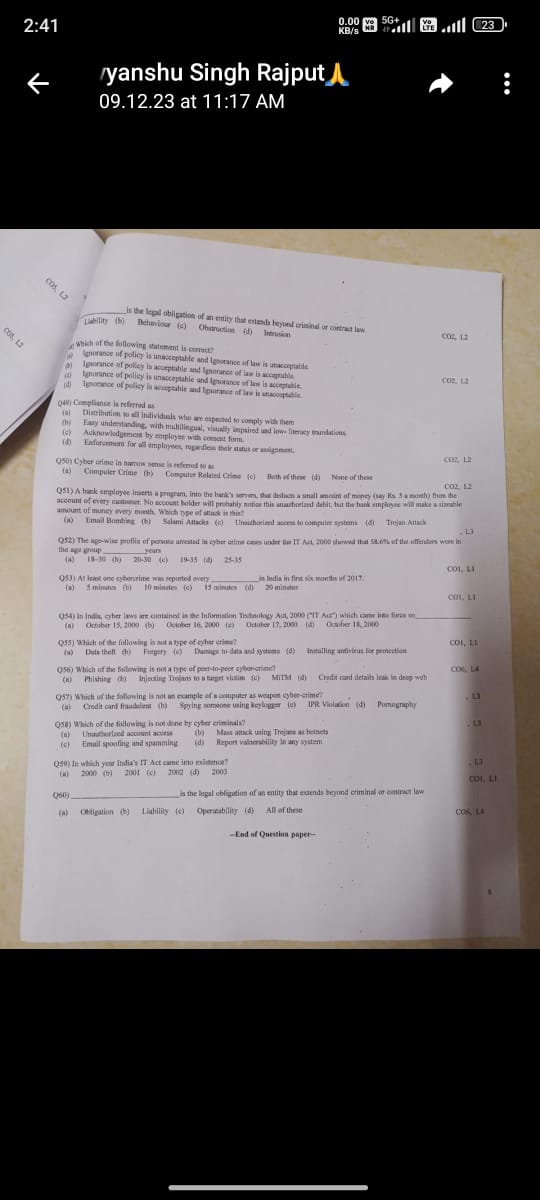 2:41
0.00 KB/s Vo NR 5G+ Vo LTE 23
yanshu Singh Rajput🙏
09.12.23 at 11:17 AM
CO5, L2
CO5, L2
is the legal obligation of an entity that extends beyond criminal or contract law.
Liability (b) Behaviour (c) Obstruction (d) Intrusion
CO2, L2
Which of the following statement is correct?
Ignorance of policy is unacceptable and Ignorance of law is unacceptable.
Ignorance of policy is acceptable and Ignorance of law is acceptable.
(c) Ignorance of policy is unacceptable and Ignorance of law is acceptable.
(d) Ignorance of policy is acceptable and Ignorance of law is unacceptable.
CO2, L2
Q49) Compliance is referred as
(a) Distribution to all individuals who are expected to comply with them
(b) Easy understanding, with multilingual, visually impaired and low- literacy translations.
(c) Acknowledgement by employee with consent form.
(d) Enforcement for all employees, regardless their status or assignment.
CO2, L2
Q50) Cyber crime in narrow sense is referred to as
(a) Computer Crime (b) Computer Related Crime (c) Both of these (d) None of these
CO2, L2
Q51) A bank employee inserts a program, into the bank's servers, that deducts a small amount of money (say Rs. 5 a month) from the
account of every customer. No account holder will probably notice this unauthorized debit, but the bank employee will make a sizeable
amount of money every month. Which type of attack is this?
(a) Email Bombing (b) Salami Attacks (c) Unauthorized access to computer systems (d) Trojan Attack
, L3
Q52) The age-wise profile of persons arrested in cyber crime cases under the IT Act, 2000 showed that 58.6% of the offenders were in
the age group ______years
(a) 18-30 (b) 20-30 (c) 19-35 (d) 25-35
CO1, L1
Q53) At least one cybercrime was reported every ______in India in first six months of 2017.
(a) 5 minutes (b) 10 minutes (c) 15 minutes (d) 20 minutes
CO1, L1
Q54) In India, cyber laws are contained in the Information Technology Act, 2000 ("IT Act") which came into force on______
(a) October 15, 2000 (b) October 16, 2000 (c) October 17, 2000 (d) October 18, 2000
Q55) Which of the following is not a type of cyber crime?
CO1, L1
(a) Data theft (b) Forgery (c) Damage to data and systems (d) Installing antivirus for protection
Q56) Which of the following is not a type of peer-to-peer cyber-crime?
CO6, L4
(a) Phishing (b) Injecting Trojans to a target victim (c) MiTM (d) Credit card details leak in deep web
Q57) Which of the following is not an example of a computer as weapon cyber-crime?
, L3
(a) Credit card fraudulent (b) Spying someone using keylogger (c) IPR Violation (d) Pornography
Q58) Which of the following is not done by cyber criminals?
, L3
(a) Unauthorized account access (b) Mass attack using Trojans as botnets
(c) Email spoofing and spamming (d) Report vulnerability in any system
Q59) In which year India's IT Act came into existence?
, L3
(a) 2000 (b) 2001 (c) 2002 (d) 2003
CO1, L1
Q60) ______is the legal obligation of an entity that extends beyond criminal or contract law
(a) Obligation (b) Liability (c) Operatability (d) All of these
CO6, L4
--End of Question paper--